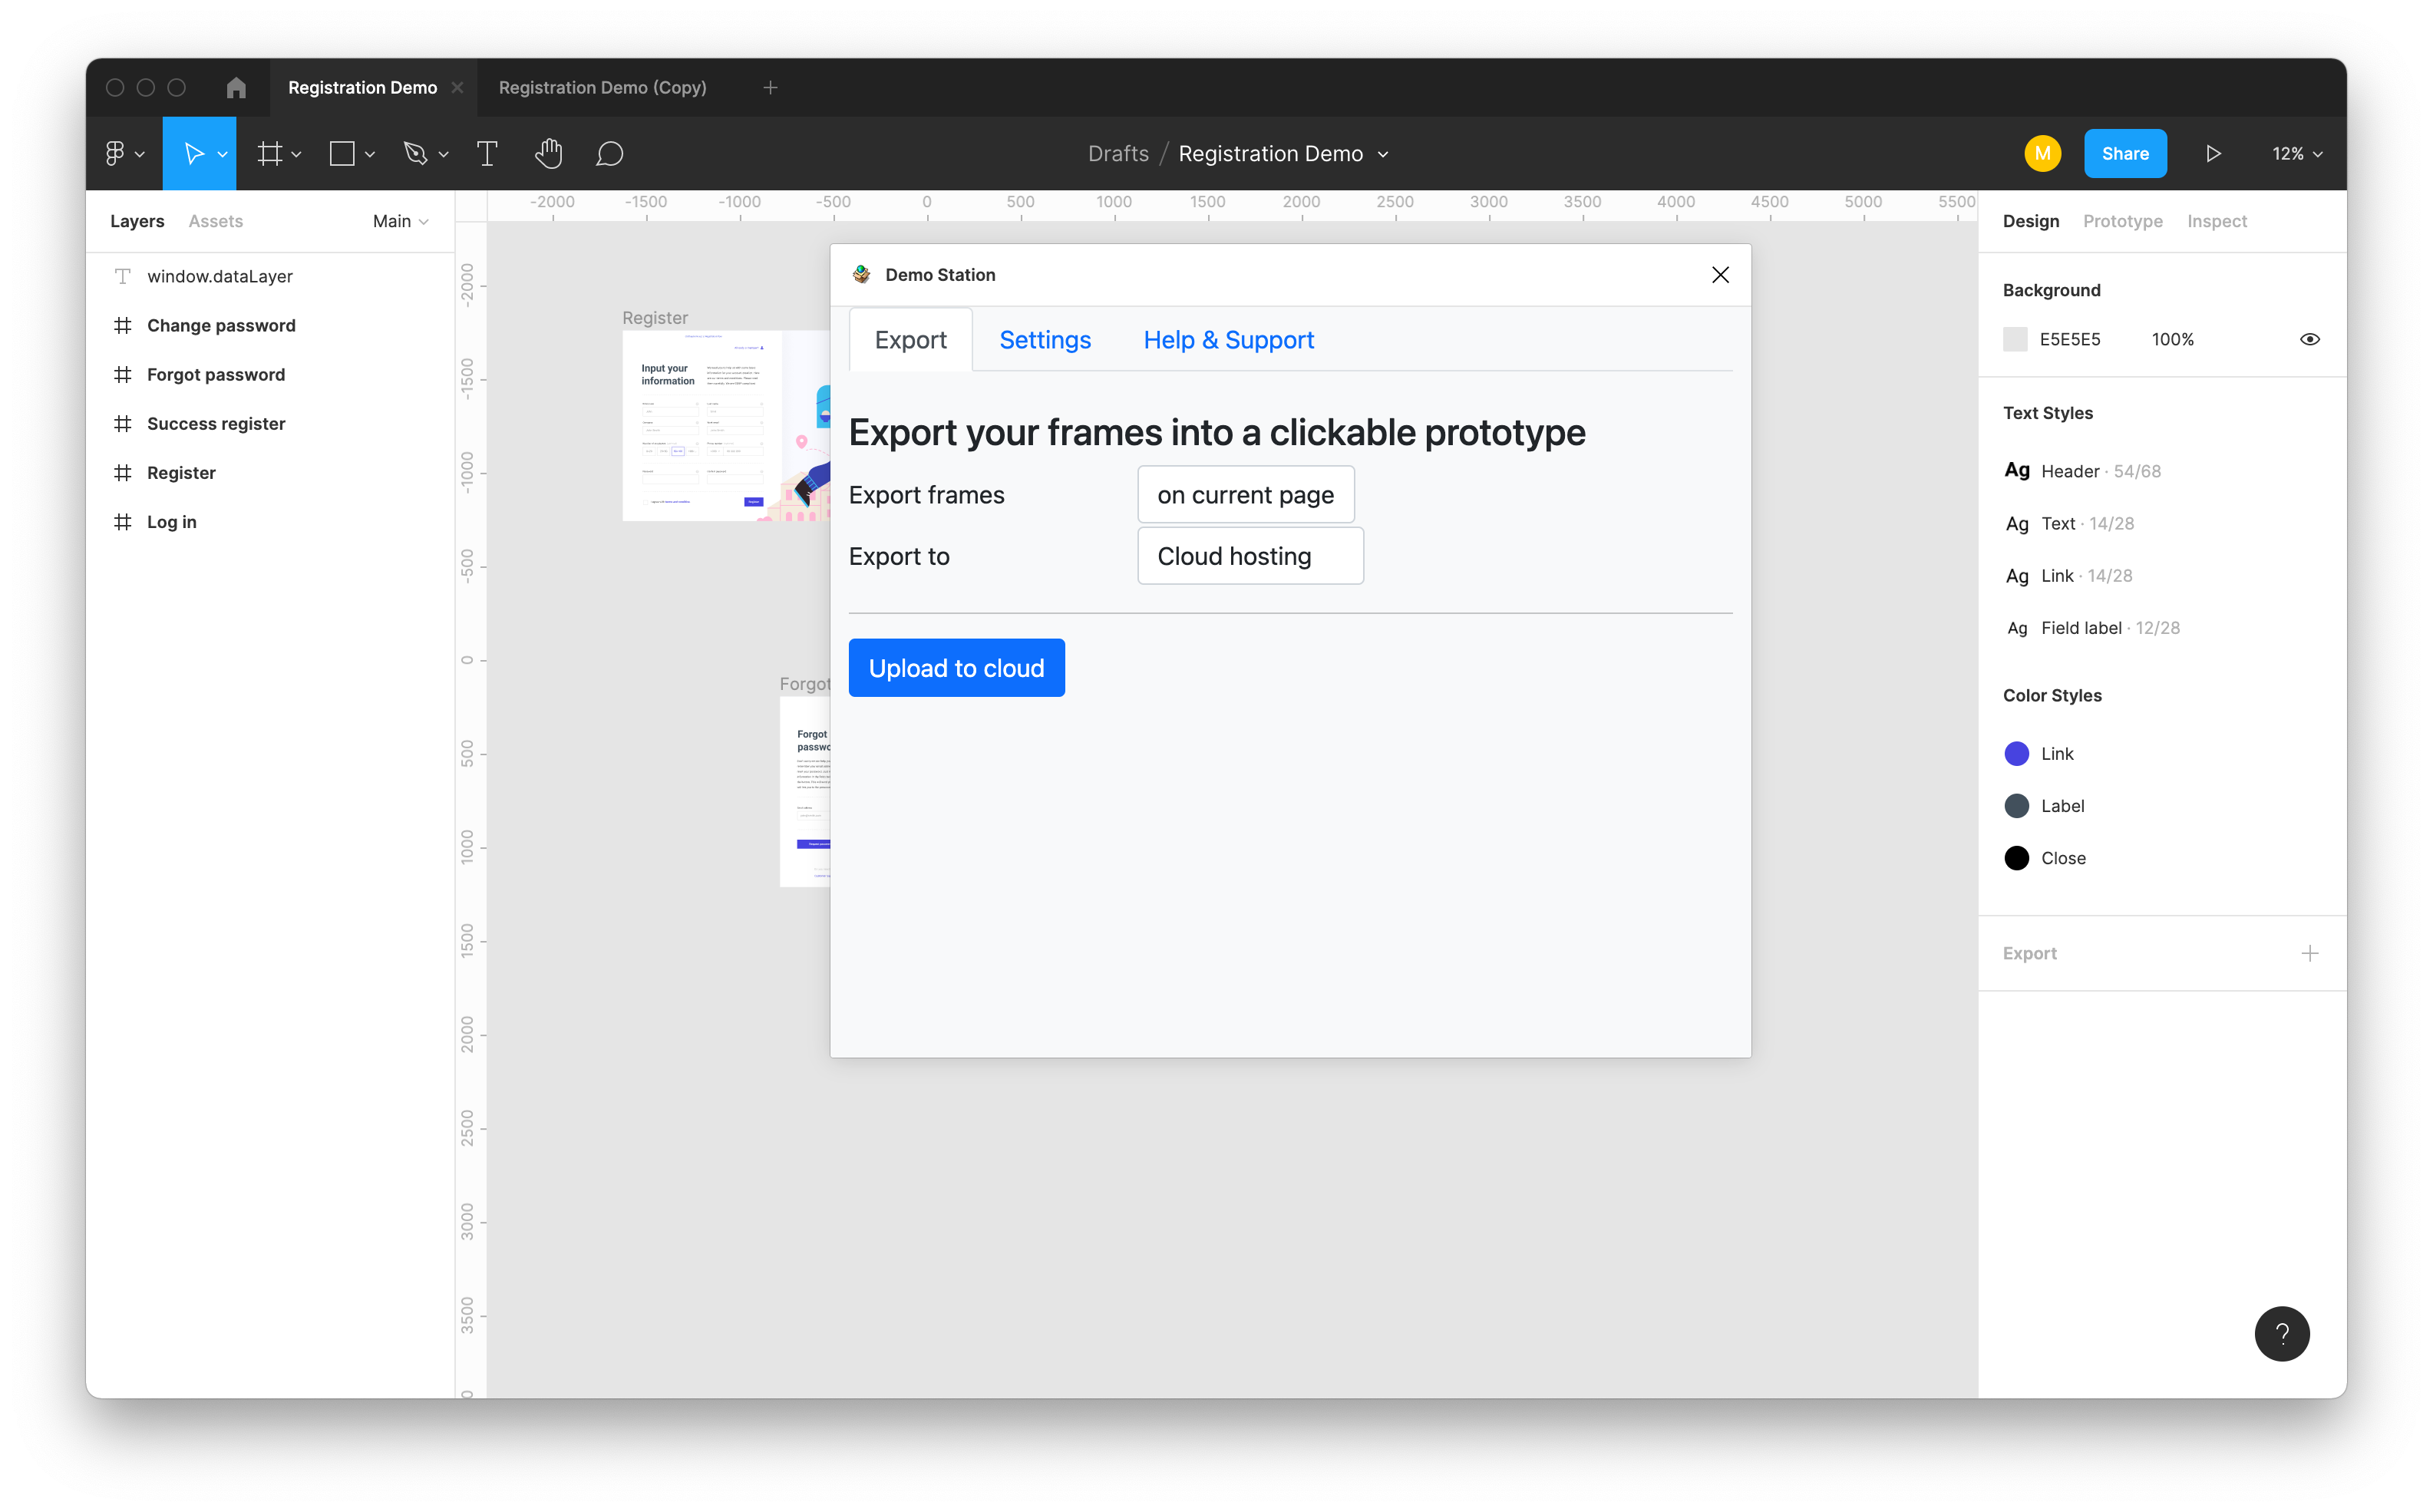 Registration Demo
Registration Demo (Copy)
Drafts / Registration Demo
M
Share
12%
Layers
Assets
Main
-2000 -1500 -1000 -500 0 500 1000 1500 2000 2500 3000 3500 4000 4500 5000 5500
Design
Prototype
Inspect
window.dataLayer
Change password
Forgot password
Success register
Register
Log in
-2000
-1500
-1000
-500
0
500
1000
1500
2000
2500
3000
3500
Register
Input your
information
Forgot
Forgot
passwo
Demo Station
Export
Settings
Help & Support
Export your frames into a clickable prototype
Export frames
on current page
Export to
Cloud hosting
Upload to cloud
Background
E5E5E5
100%
Text Styles
Ag Header · 54/68
Ag Text · 14/28
Ag Link · 14/28
Ag Field label · 12/28
Color Styles
Link
Label
Close
Export
?